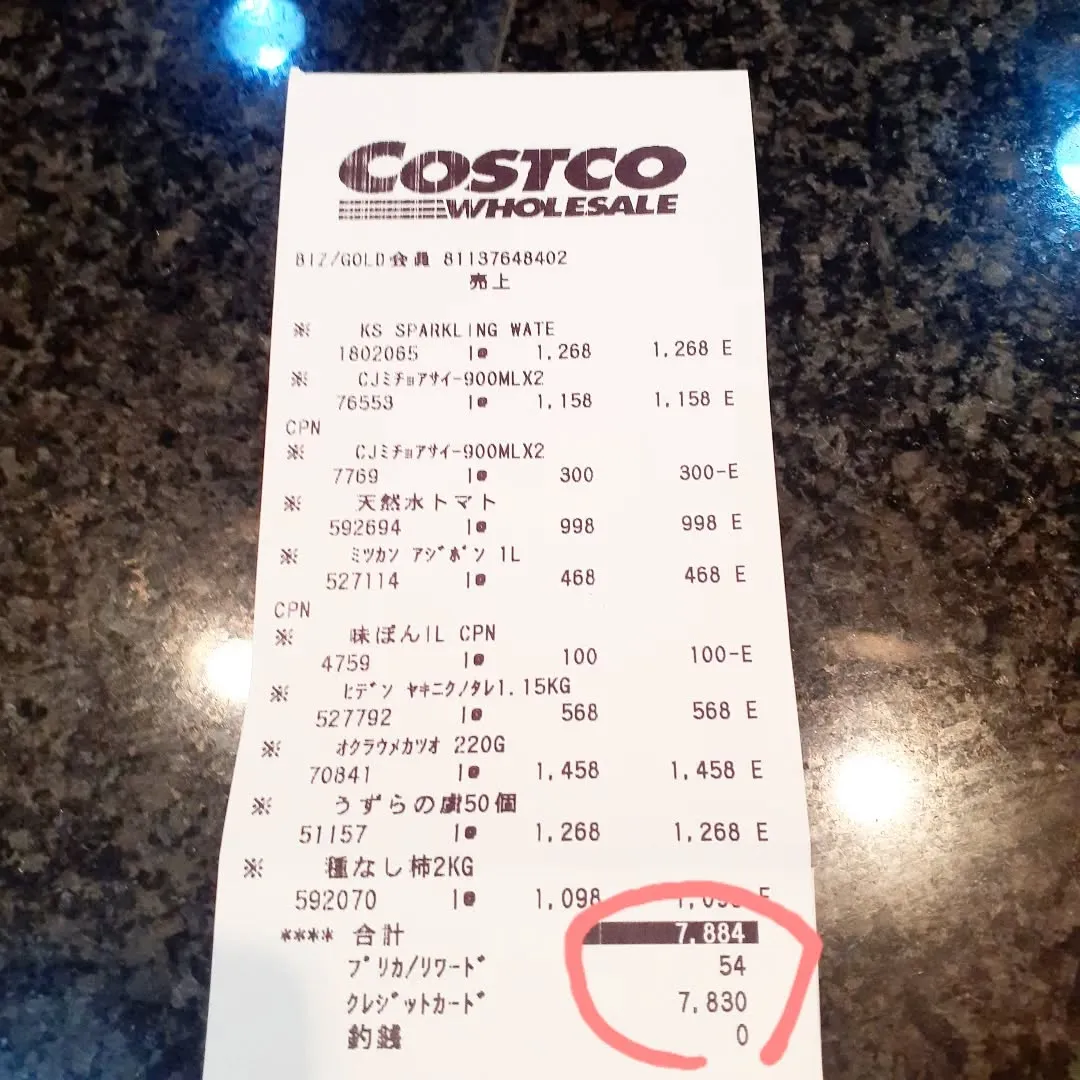 COSTCO
WHOLESALE
BIZ/GOLD会員 81137648402
売上
※ KS SPARKLING WATE
1802065 1@ 1,268 1,268 E
※ CJミチョアサイー900MLX2
76553 1@ 1,158 1,158 E
CPN
※ CJミチョアサイー900MLX2
7769 1@ 300 300-E
※ 天然水トマト
592694 1@ 998 998 E
※ ミツカン アジポン 1L
527114 1@ 468 468 E
CPN
※ 味ぽん1L CPN
4759 1@ 100 100-E
※ ヒデン ヤキニクノタレ1.15KG
527792 1@ 568 568 E
※ オクラウメカツオ 220G
70841 1@ 1,458 1,458 E
※ うずらの虜50個
51157 1@ 1,268 1,268 E
※ 種なし柿2KG
592070 1@ 1,098 1,098 E
**** 合計 7,884
プリカ/リワード 54
クレジットカード 7,830
釣銭 0